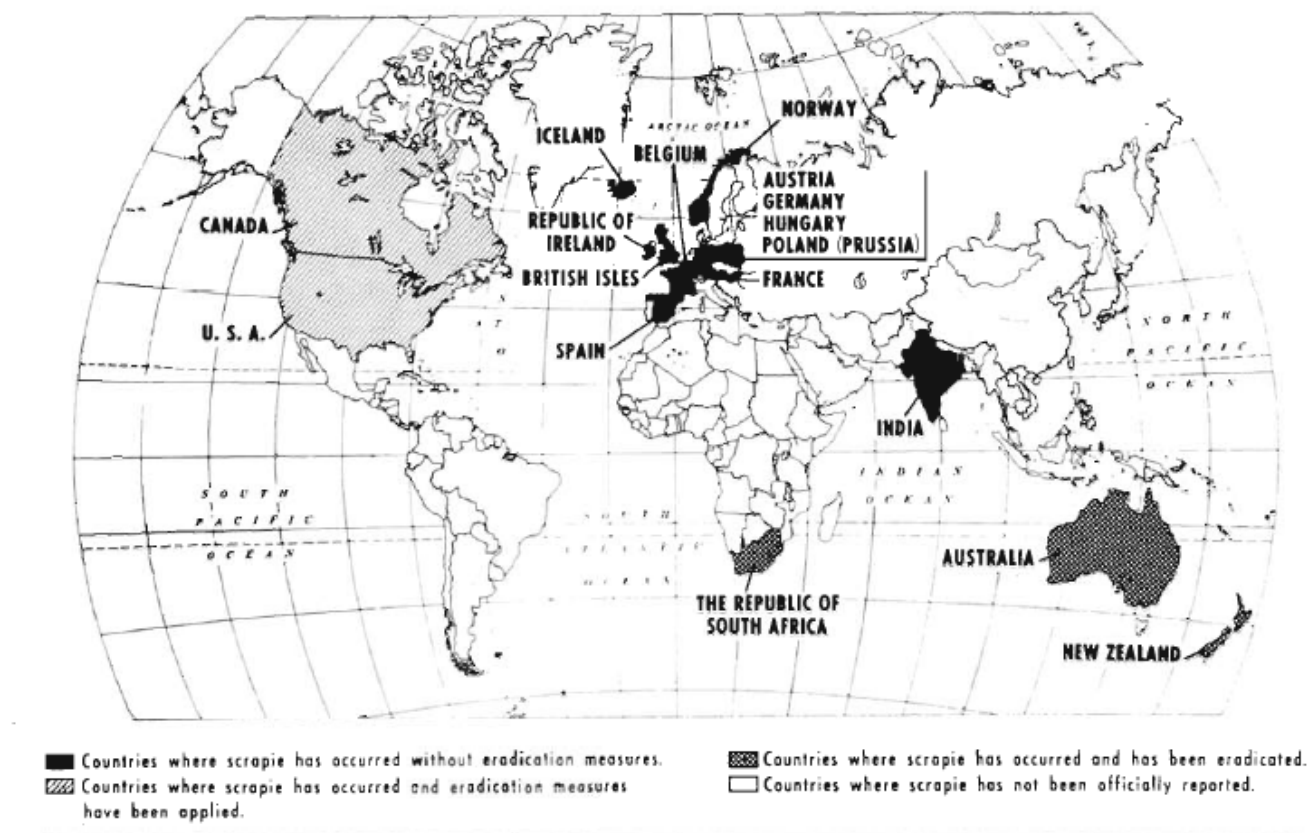 NORWAY
ARCTIC OCEAN
ICELAND
BELGIUM
AUSTRIA
GERMANY
HUNGARY
POLAND (PRUSSIA)
REPUBLIC OF
IRELAND
CANADA
BRITISH ISLES
FRANCE
U. S. A.
SPAIN
NORTH
PACIFIC
OCEAN
INDIA
INDIAN
OCEAN
SOUTH
PACIFIC
OCEAN
SOUTH
ATLANTIC
OCEAN
AUSTRALIA
THE REPUBLIC OF
SOUTH AFRICA
NEW ZEALAND
Countries where scrapie has occurred without eradication measures.
Countries where scrapie has occurred and eradication measures
have been applied.
Countries where scrapie has occurred and has been eradicated.
Countries where scrapie has not been officially reported.